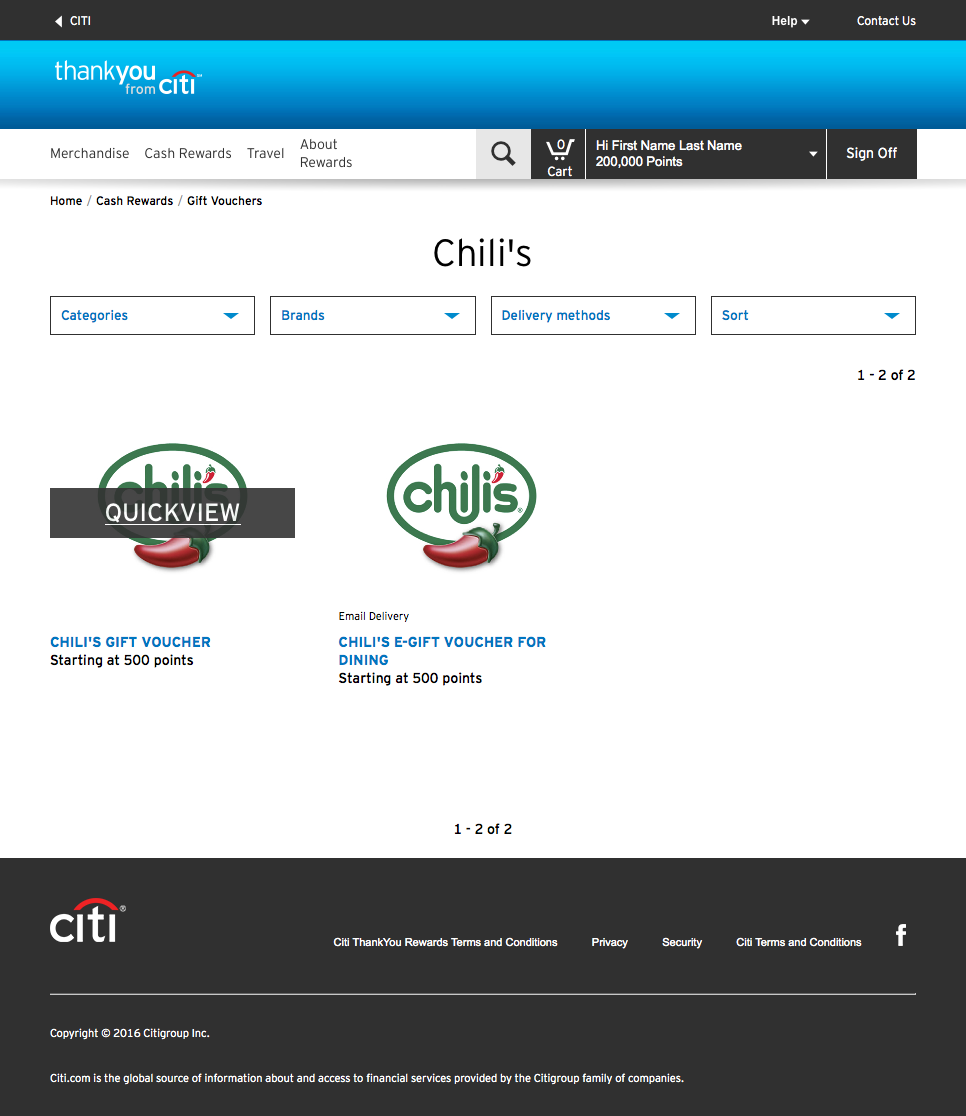 CITI
Help
Contact Us
thankyou
from citi™
Merchandise
Cash Rewards
Travel
About
Rewards
0
Cart
Hi First Name Last Name
200,000 Points
Sign Off
Home / Cash Rewards / Gift Vouchers
Chili's
Categories
Brands
Delivery methods
Sort
1 - 2 of 2
chili's
QUICKVIEW
chili's®
Email Delivery
CHILI'S GIFT VOUCHER
Starting at 500 points
CHILI'S E-GIFT VOUCHER FOR
DINING
Starting at 500 points
1 - 2 of 2
citi®
Citi ThankYou Rewards Terms and Conditions
Privacy
Security
Citi Terms and Conditions
f
Copyright © 2016 Citigroup Inc.
Citi.com is the global source of information about and access to financial services provided by the Citigroup family of companies.